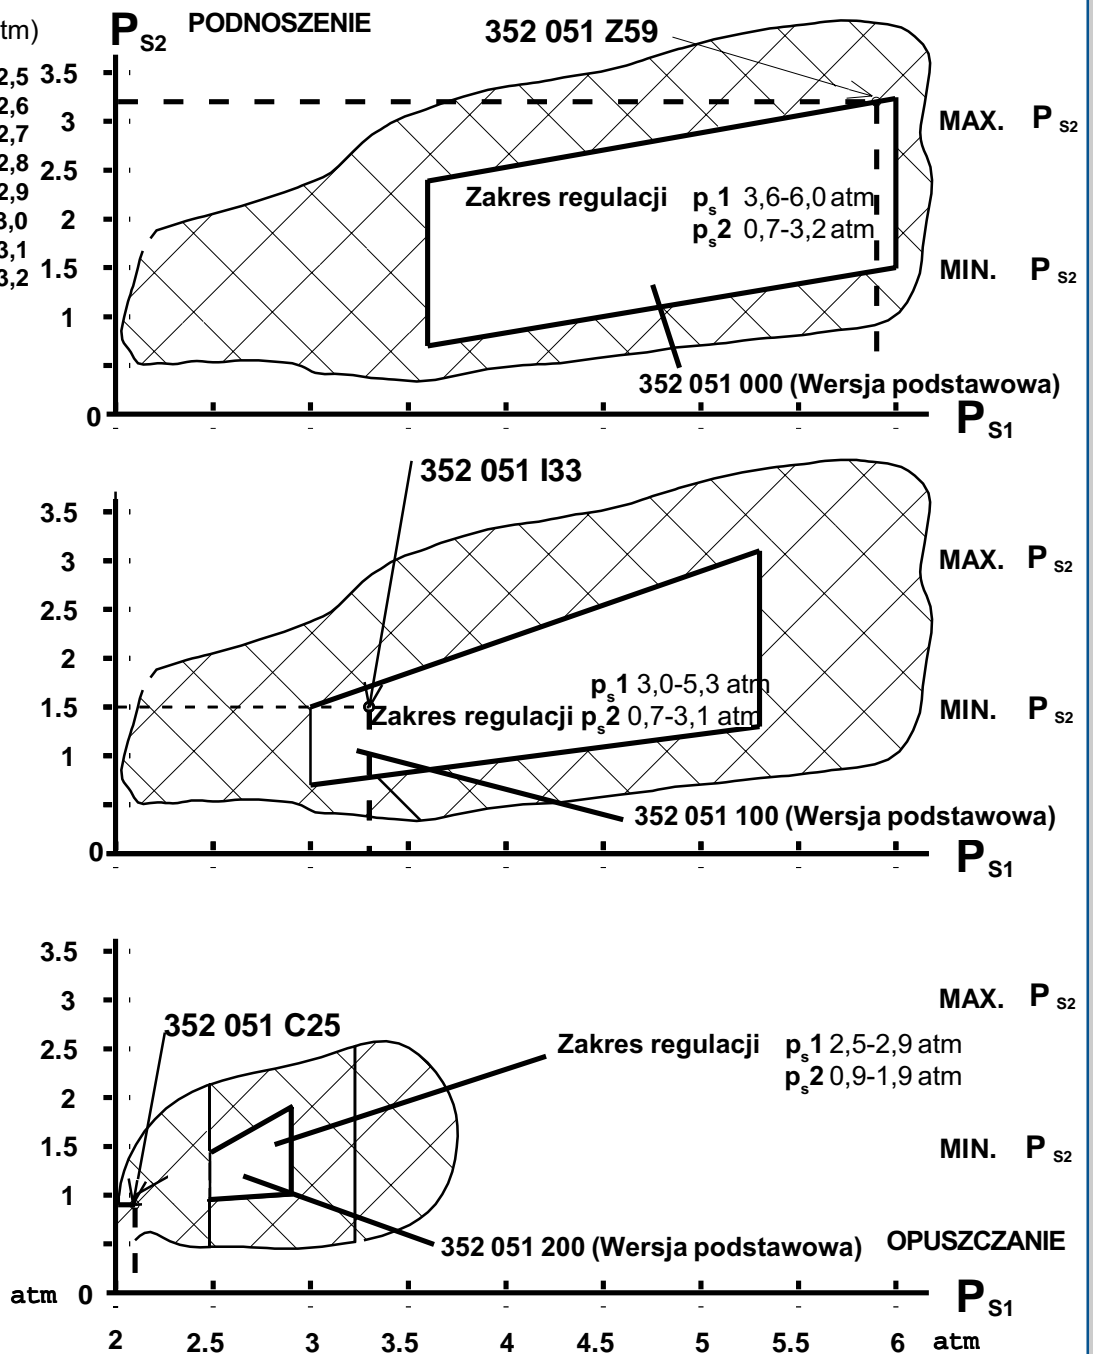 tm)
P S2 PODNOSZENIE
352 051 Z59
2,5 3.5
2,6
MAX. P S2
2,7 3
2,8 2.5
2,9
Zakres regulacji ps1 3,6-6,0 atm
3,0 2
ps2 0,7-3,2 atm
3,1
3,2 1.5
MIN. P S2
1
352 051 000 (Wersja podstawowa)
0
P S1
352 051 I33
3.5
3
MAX. P S2
2.5
2
ps1 3,0-5,3 atm
1.5
Zakres regulacji ps2 0,7-3,1 atm
MIN. P S2
1
352 051 100 (Wersja podstawowa)
0
P S1
3.5
3
MAX. P S2
352 051 C25
2.5
Zakres regulacji ps1 2,5-2,9 atm
ps2 0,9-1,9 atm
2
1.5
MIN. P S2
1
352 051 200 (Wersja podstawowa)
OPUSZCZANIE
atm 0
P S1
2 2.5 3 3.5 4 4.5 5 5.5 6 atm